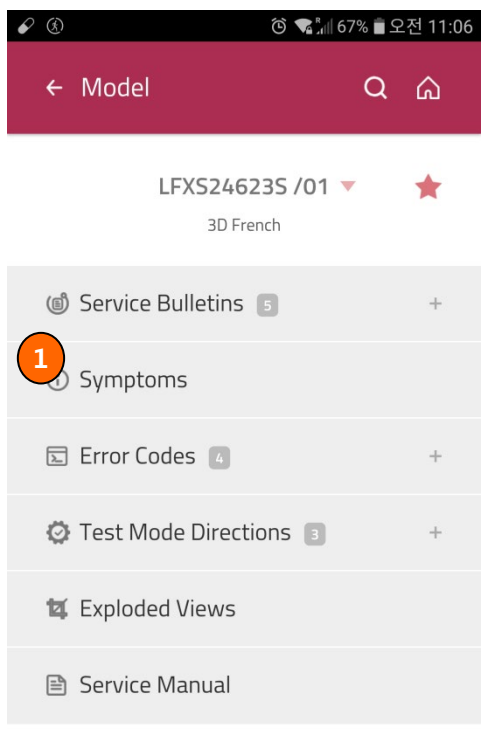 67% 오전 11:06
Model
LFXS24623S /01
3D French
Service Bulletins 5
1
Symptoms
Error Codes 4
Test Mode Directions 3
Exploded Views
Service Manual